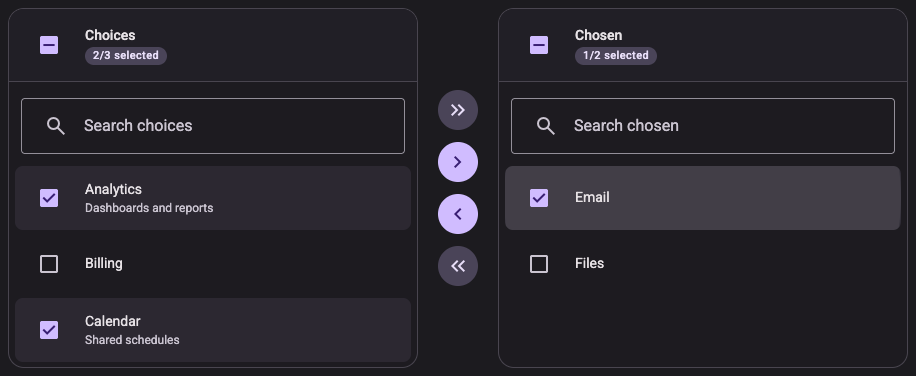 Choices
2/3 selected
Search choices
Analytics
Dashboards and reports
Billing
Calendar
Shared schedules
Chosen
1/2 selected
Search chosen
Email
Files